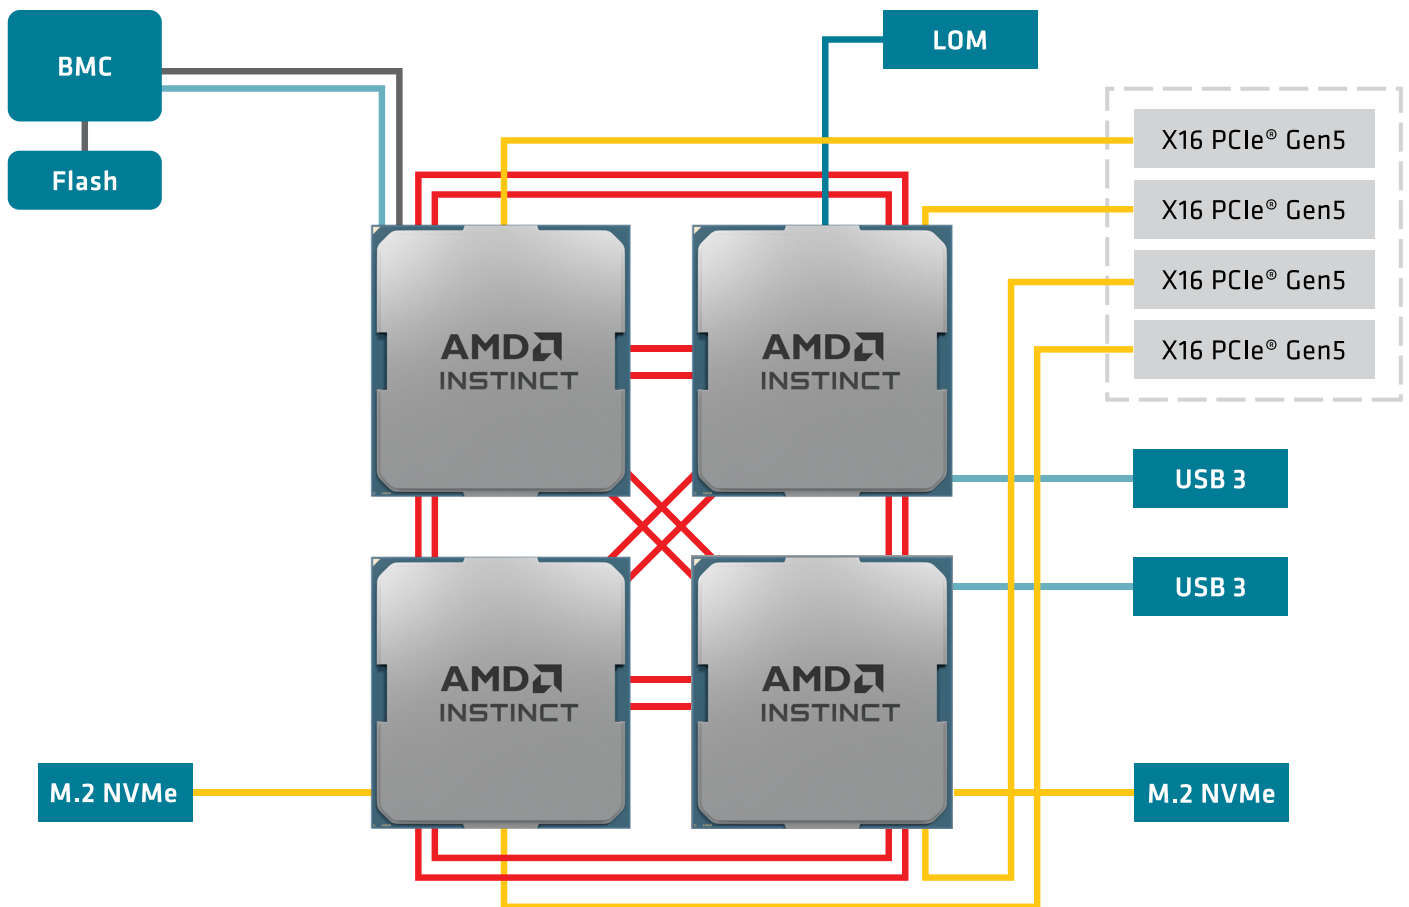 BMC
LOM
Flash
X16 PCIe® Gen5
X16 PCIe® Gen5
X16 PCIe® Gen5
X16 PCIe® Gen5
AMD
INSTINCT
AMD
INSTINCT
USB 3
USB 3
AMD
INSTINCT
AMD
INSTINCT
M.2 NVMe
M.2 NVMe